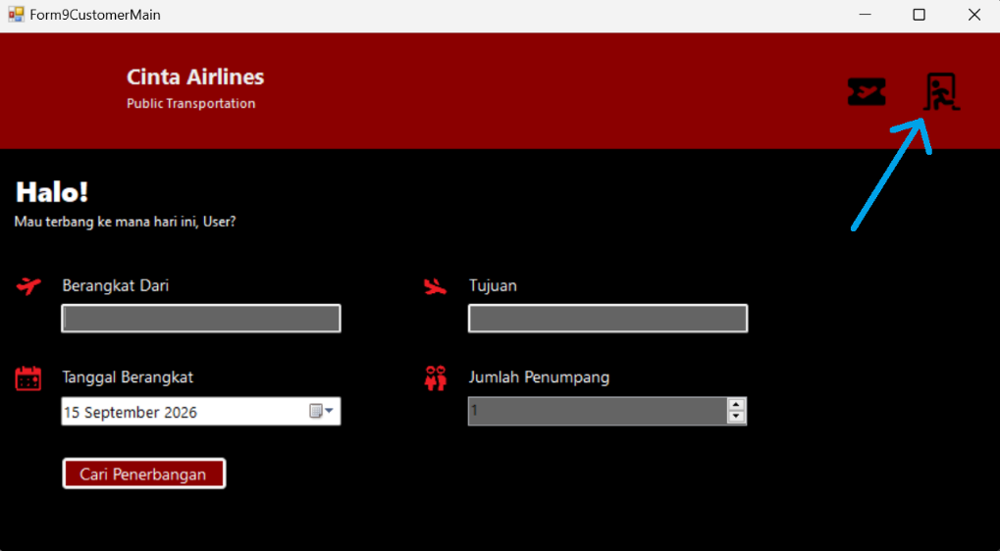 Form9CustomerMain
Cinta Airlines
Public Transportation
Halo!
Mau terbang ke mana hari ini, User?
Berangkat Dari
Tujuan
Tanggal Berangkat
Jumlah Penumpang
15 September 2026
1
Cari Penerbangan